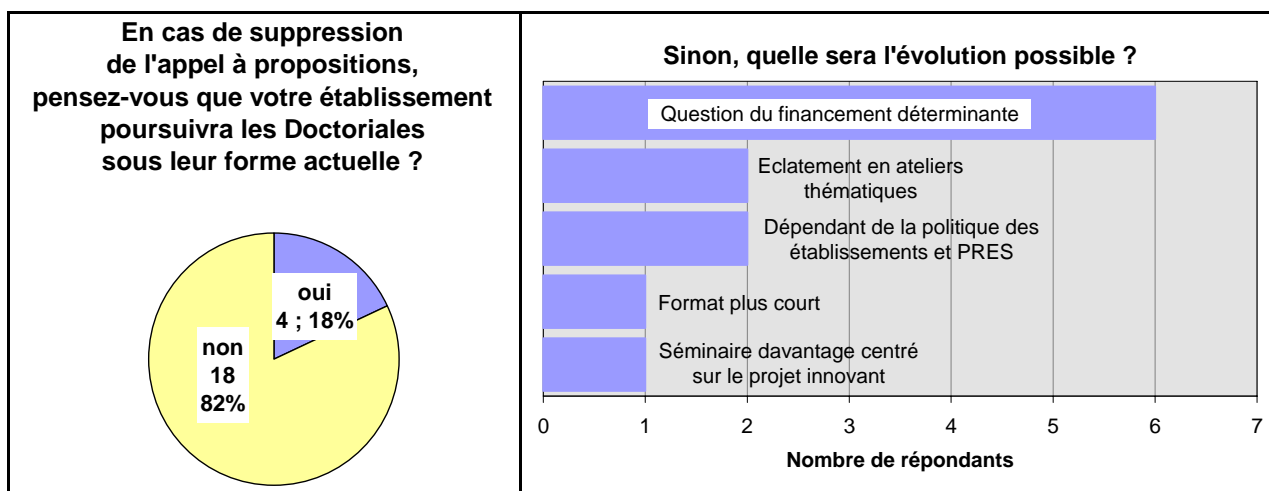 En cas de suppression
de l'appel à propositions,
pensez-vous que votre établissement
poursuivra les Doctoriales
sous leur forme actuelle ?
oui
4 ; 18%
non
18
82%
Sinon, quelle sera l'évolution possible ?
Question du financement déterminante
Eclatement en ateliers
thématiques
Dépendant de la politique des
établissements et PRES
Format plus court
Séminaire davantage centré
sur le projet innovant
0 1 2 3 4 5 6 7
Nombre de répondants